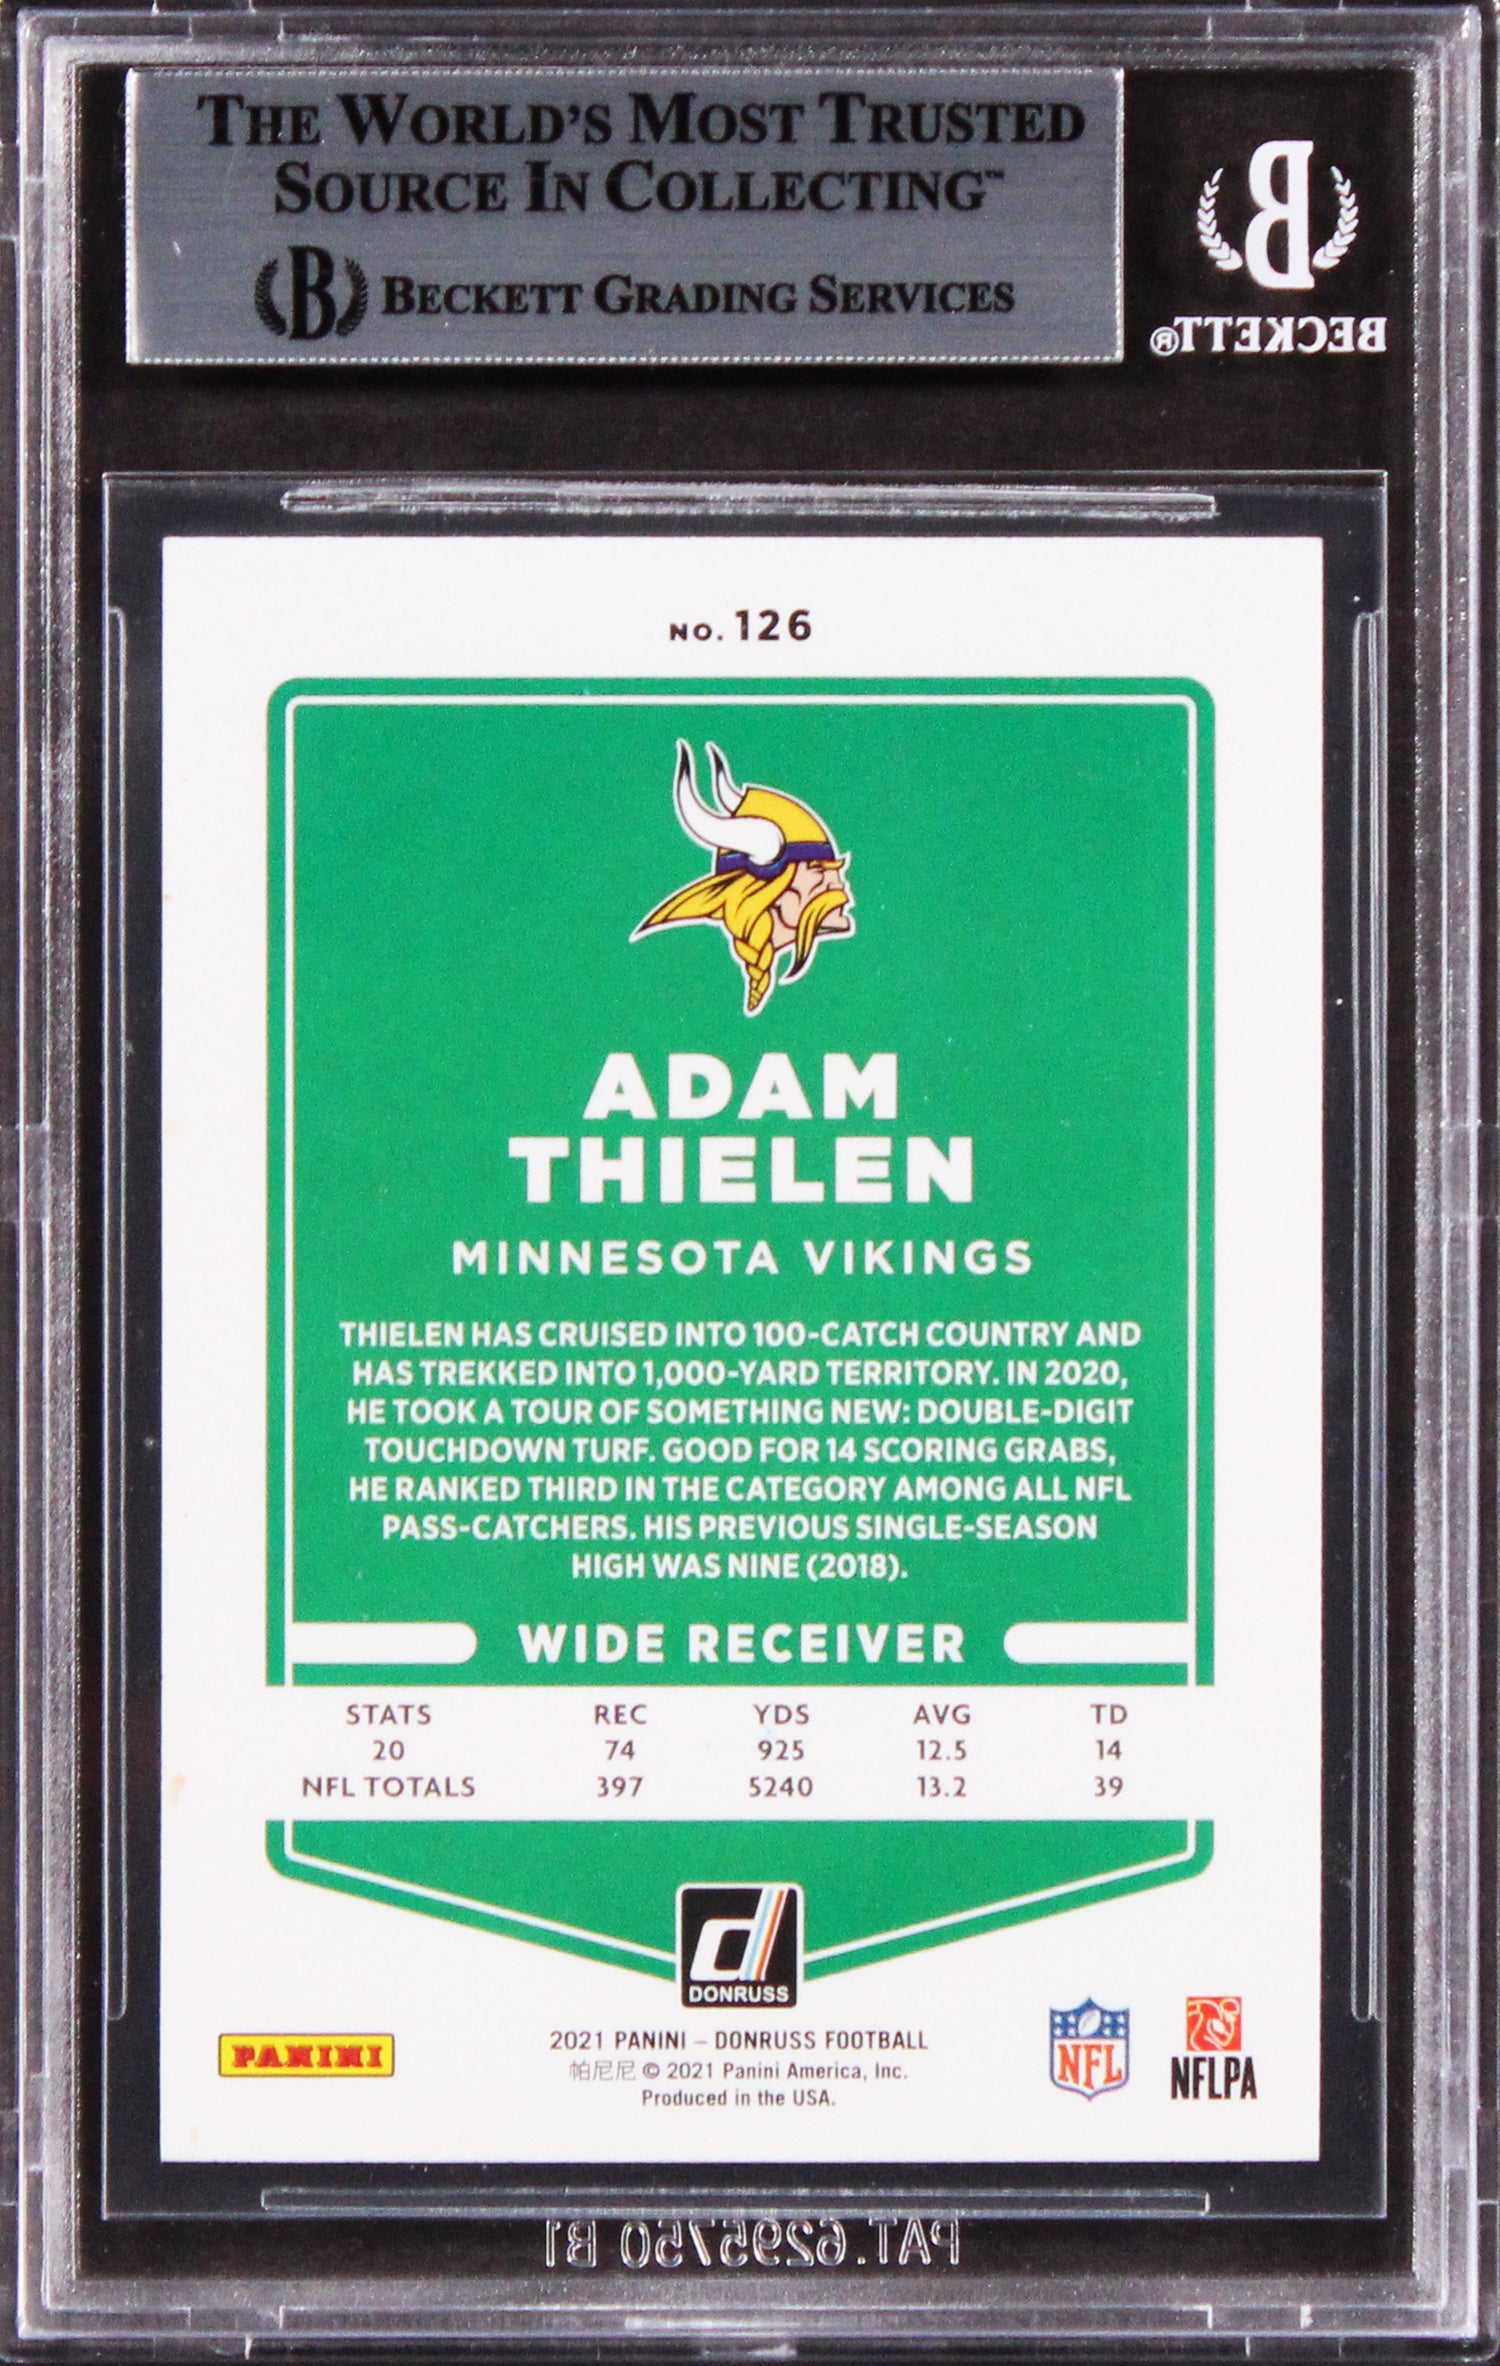 THE WORLD'S MOST TRUSTED
SOURCE IN COLLECTING™
B BECKETT GRADING SERVICES
B
BECKETT®
NO. 126
ADAM
THIELEN
MINNESOTA VIKINGS
THIELEN HAS CRUISED INTO 100-CATCH COUNTRY AND
HAS TREKKED INTO 1,000-YARD TERRITORY. IN 2020,
HE TOOK A TOUR OF SOMETHING NEW: DOUBLE-DIGIT
TOUCHDOWN TURF. GOOD FOR 14 SCORING GRABS,
HE RANKED THIRD IN THE CATEGORY AMONG ALL NFL
PASS-CATCHERS. HIS PREVIOUS SINGLE-SEASON
HIGH WAS NINE (2018).
WIDE RECEIVER
STATS REC YDS AVG TD
20 74 925 12.5 14
NFL TOTALS 397 5240 13.2 39
d
DONRUSS
PANINI
2021 PANINI – DONRUSS FOOTBALL
帕尼尼 © 2021 Panini America, Inc.
Produced in the USA.
NFL
NFLPA
PAT.6295750 B1